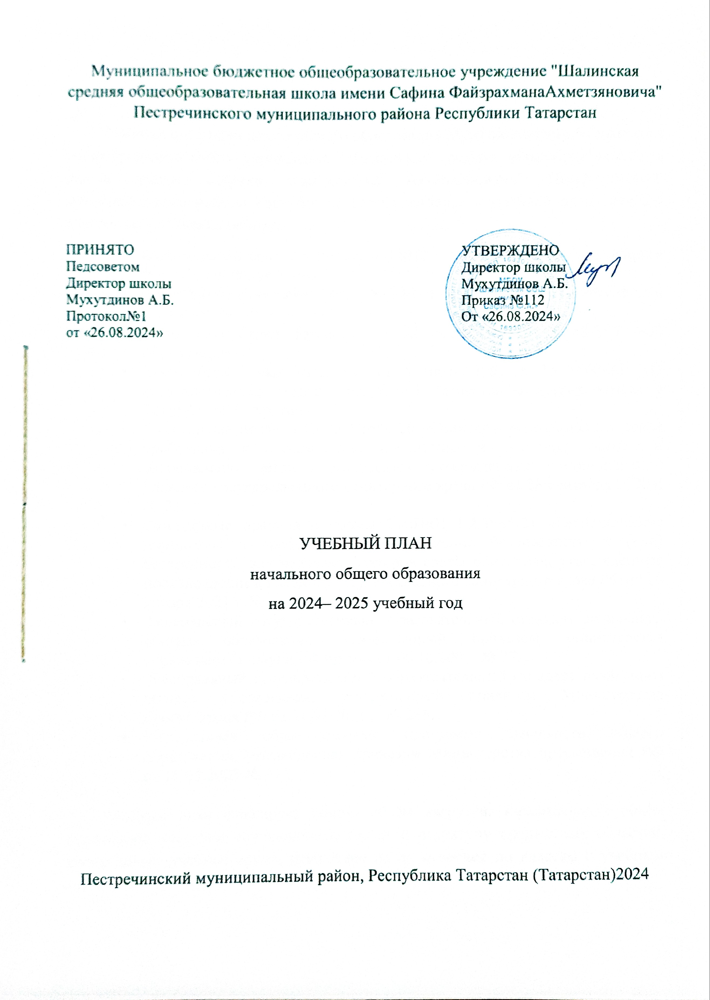 Муниципальное бюджетное общеобразовательное учреждение "Шалинская
средняя общеобразовательная школа имени Сафина ФайзрахманаАхметзяновича"
Пестречинского муниципального района Республики Татарстан
ПРИНЯТО
Педсоветом
Директор школы
Мухутдинов А.Б.
Протокол№1
от «26.08.2024»
УТВЕРЖДЕНО
Директор школы
Мухутдинов А.Б.
Приказ №112
От «26.08.2024»
УЧЕБНЫЙ ПЛАН
начального общего образования
на 2024– 2025 учебный год
Пестречинский муниципальный район, Республика Татарстан (Татарстан)2024